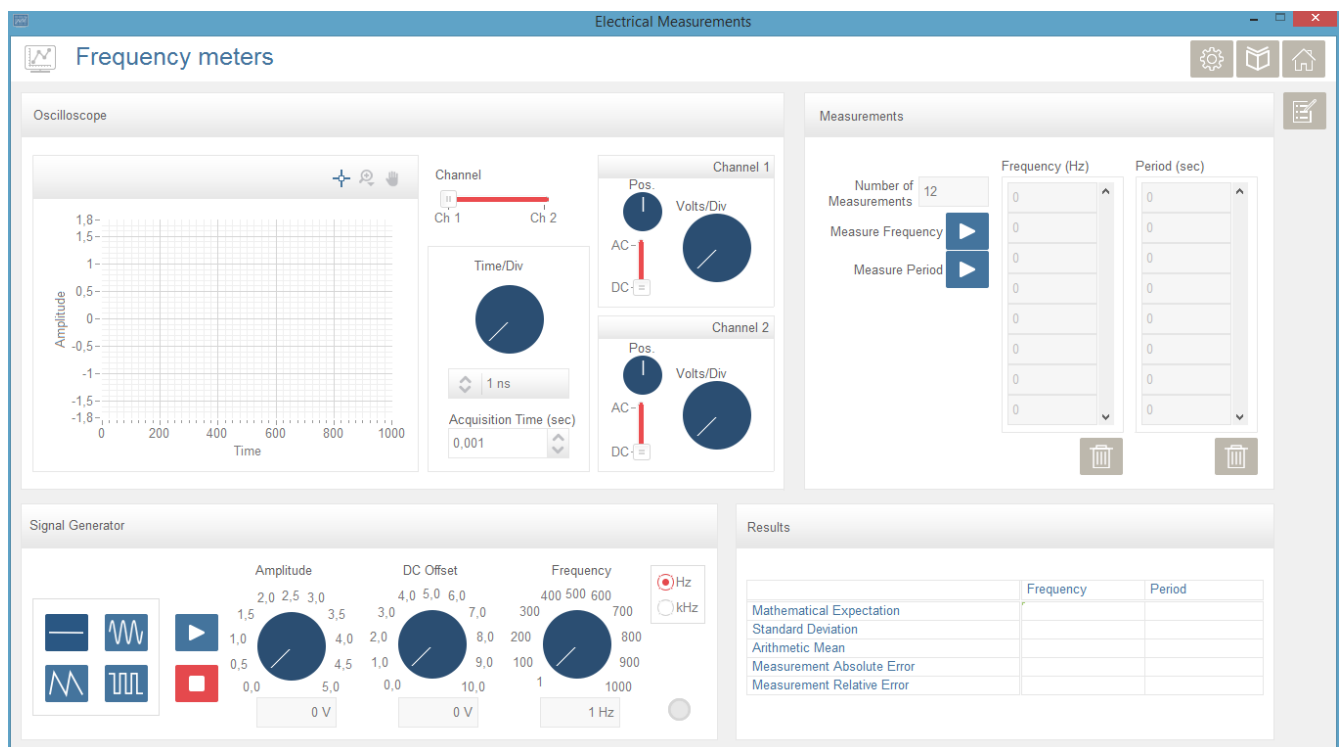 Electrical Measurements
Frequency meters
Oscilloscope
1,8
1,5
1
0,5
0
-0,5
-1
-1,5
-1,8
Amplitude
0 200 400 600 800 1000
Time
Channel
Ch 1 Ch 2
Time/Div
1 ns
Acquisition Time (sec)
0,001
Channel 1
Pos.
Volts/Div
AC
DC
Channel 2
Pos.
Volts/Div
AC
DC
Measurements
Number of
Measurements
12
Measure Frequency
Measure Period
Frequency (Hz)
0
0
0
0
0
0
0
0
Period (sec)
0
0
0
0
0
0
0
0
Signal Generator
Amplitude
0,0 0,5 1,0 1,5 2,0 2,5 3,0 3,5 4,0 4,5 5,0
0 V
DC Offset
0,0 1,0 2,0 3,0 4,0 5,0 6,0 7,0 8,0 9,0 10,0
0 V
Frequency
1 100 200 300 400 500 600 700 800 900 1000
1 Hz
Hz
kHz
Results
Frequency Period
Mathematical Expectation
Standard Deviation
Arithmetic Mean
Measurement Absolute Error
Measurement Relative Error